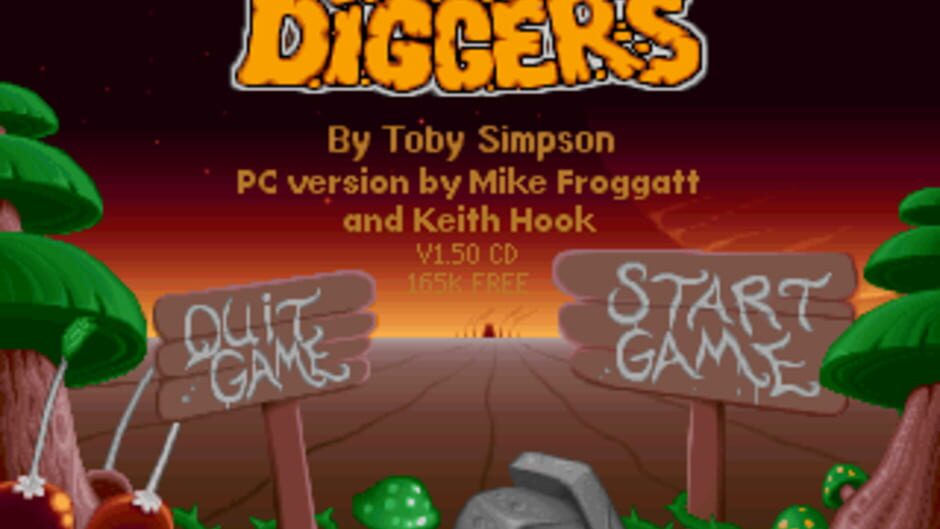 DIGGERS
By Toby Simpson
PC version by Mike Froggatt
and Keith Hook
V1.50 CD
165k FREE
QUiT
GAME
START
GAME